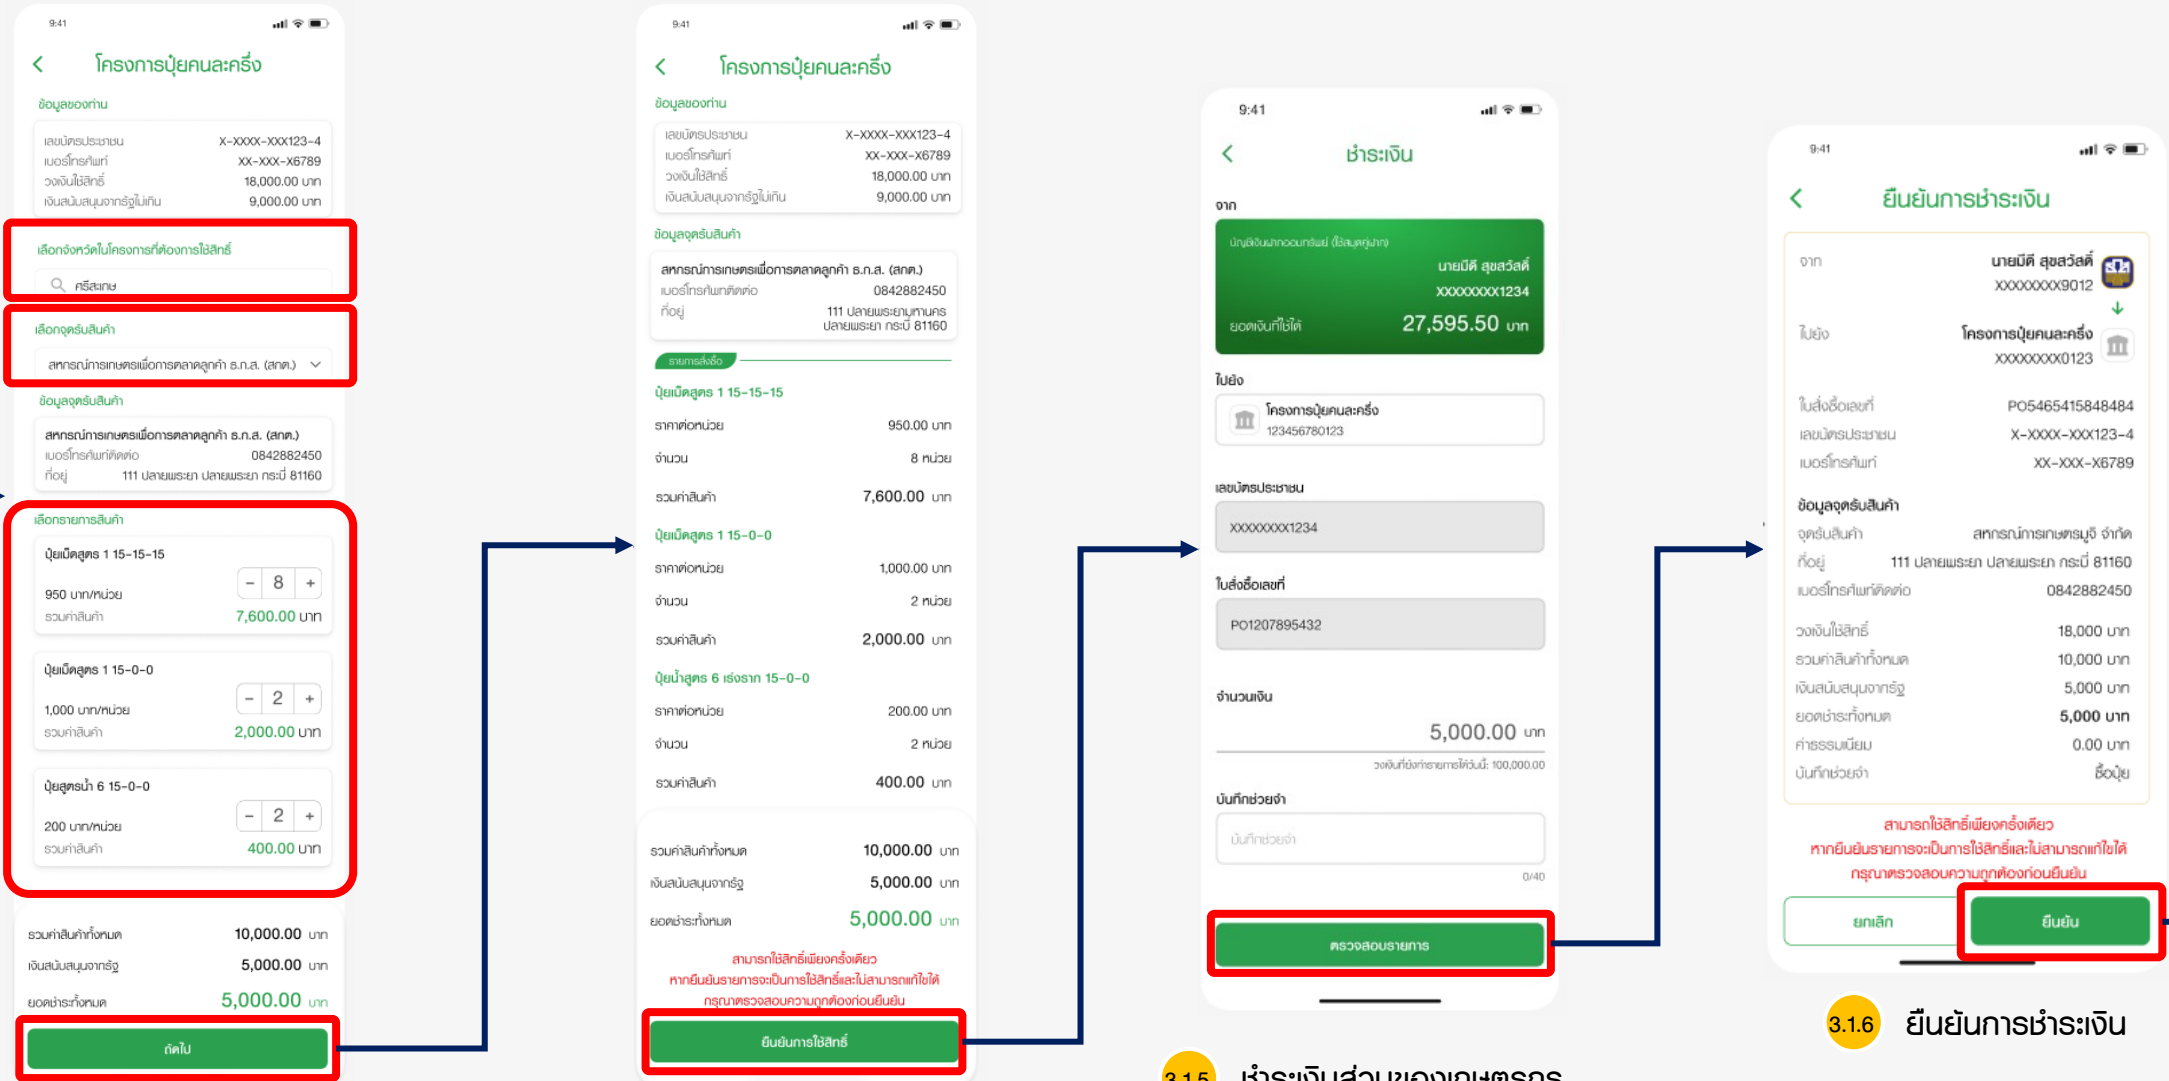 9:41
โครงการปุ๋ยคนละครึ่ง
ข้อมูลของท่าน
เลขบัตรประชาชน X-XXXX-XXX123-4
เบอร์โทรศัพท์ XX-XXX-X6789
วงเงินใช้สิทธิ์ 18,000.00 บาท
เงินสนับสนุนจากรัฐไม่เกิน 9,000.00 บาท
เลือกจังหวัดในโครงการที่ต้องการใช้สิทธิ์
ศรีสะเกษ
เลือกจุดรับสินค้า
สหกรณ์การเกษตรเพื่อการตลาดลูกค้า ธ.ก.ส. (สกต.)
ข้อมูลจุดรับสินค้า
สหกรณ์การเกษตรเพื่อการตลาดลูกค้า ธ.ก.ส. (สกต.)
เบอร์โทรศัพท์ติดต่อ 0842882450
ที่อยู่ 111 ปลายพระยา ปลายพระยา กระบี่ 81160
เลือกรายการสินค้า
ปุ๋ยเม็ดสูตร 1 15-15-15
- 8 +
950 บาท/หน่วย
รวมค่าสินค้า 7,600.00 บาท
ปุ๋ยเม็ดสูตร 1 15-0-0
- 2 +
1,000 บาท/หน่วย
รวมค่าสินค้า 2,000.00 บาท
ปุ๋ยสูตรน้ำ 6 15-0-0
- 2 +
200 บาท/หน่วย
รวมค่าสินค้า 400.00 บาท
รวมค่าสินค้าทั้งหมด 10,000.00 บาท
เงินสนับสนุนจากรัฐ 5,000.00 บาท
ยอดชำระทั้งหมด 5,000.00 บาท
ถัดไป
9:41
โครงการปุ๋ยคนละครึ่ง
ข้อมูลของท่าน
เลขบัตรประชาชน X-XXXX-XXX123-4
เบอร์โทรศัพท์ XX-XXX-X6789
วงเงินใช้สิทธิ์ 18,000.00 บาท
เงินสนับสนุนจากรัฐไม่เกิน 9,000.00 บาท
ข้อมูลจุดรับสินค้า
สหกรณ์การเกษตรเพื่อการตลาดลูกค้า ธ.ก.ส. (สกต.)
เบอร์โทรศัพทติดต่อ 0842882450
ที่อยู่ 111 ปลายพระยามหานคร
ปลายพระยา กระบี่ 81160
รายการสั่งซื้อ
ปุ๋ยเม็ดสูตร 1 15-15-15
ราคาต่อหน่วย 950.00 บาท
จำนวน 8 หน่วย
รวมค่าสินค้า 7,600.00 บาท
ปุ๋ยเม็ดสูตร 1 15-0-0
ราคาต่อหน่วย 1,000.00 บาท
จำนวน 2 หน่วย
รวมค่าสินค้า 2,000.00 บาท
ปุ๋ยน้ำสูตร 6 เร่งราก 15-0-0
ราคาต่อหน่วย 200.00 บาท
จำนวน 2 หน่วย
รวมค่าสินค้า 400.00 บาท
รวมค่าสินค้าทั้งหมด 10,000.00 บาท
เงินสนับสนุนจากรัฐ 5,000.00 บาท
ยอดชำระทั้งหมด 5,000.00 บาท
สามารถใช้สิทธิ์เพียงครั้งเดียว
หากยืนยันรายการจะเป็นการใช้สิทธิ์และไม่สามารถแก้ไขได้
กรุณาตรวจสอบความถูกต้องก่อนยืนยัน
ยืนยันการใช้สิทธิ์
9:41
ชำระเงิน
จาก
บัญชีเงินฝากออมทรัพย์ (ใช้สมุดคู่ฝาก)
นายมีดี สุขสวัสดิ์
XXXXXXXX1234
ยอดเงินที่ใช้ได้ 27,595.50 บาท
ไปยัง
โครงการปุ๋ยคนละครึ่ง
123456780123
เลขบัตรประชาชน
XXXXXXXX1234
ใบสั่งซื้อเลขที่
PO1207895432
จำนวนเงิน
5,000.00 บาท
วงเงินที่ยังทำรายการได้วันนี้: 100,000.00
บันทึกช่วยจำ
บันทึกช่วยจำ
0/40
ตรวจสอบรายการ
3.1.5 ชำระเงินส่วนของเกษตรกร
9:41
ยืนยันการชำระเงิน
จาก นายมีดี สุขสวัสดิ์
XXXXXXXX9012
ไปยัง โครงการปุ๋ยคนละครึ่ง
XXXXXXXX0123
ใบสั่งซื้อเลขที่ PO5465415848484
เลขบัตรประชาชน X-XXXX-XXX123-4
เบอร์โทรศัพท์ XX-XXX-X6789
ข้อมูลจุดรับสินค้า
จุดรับสินค้า สหกรณ์การเกษตรมูจิ จำกัด
ที่อยู่ 111 ปลายพระยา ปลายพระยา กระบี่ 81160
เบอร์โทรศัพท์ติดต่อ 0842882450
วงเงินใช้สิทธิ์ 18,000 บาท
รวมค่าสินค้าทั้งหมด 10,000 บาท
เงินสนับสนุนจากรัฐ 5,000 บาท
ยอดชำระทั้งหมด 5,000 บาท
ค่าธรรมเนียม 0.00 บาท
บันทึกช่วยจำ ซื้อปุ๋ย
สามารถใช้สิทธิ์เพียงครั้งเดียว
หากยืนยันรายการจะเป็นการใช้สิทธิ์และไม่สามารถแก้ไขได้
กรุณาตรวจสอบความถูกต้องก่อนยืนยัน
ยกเลิก ยืนยัน
3.1.6 ยืนยันการชำระเงิน